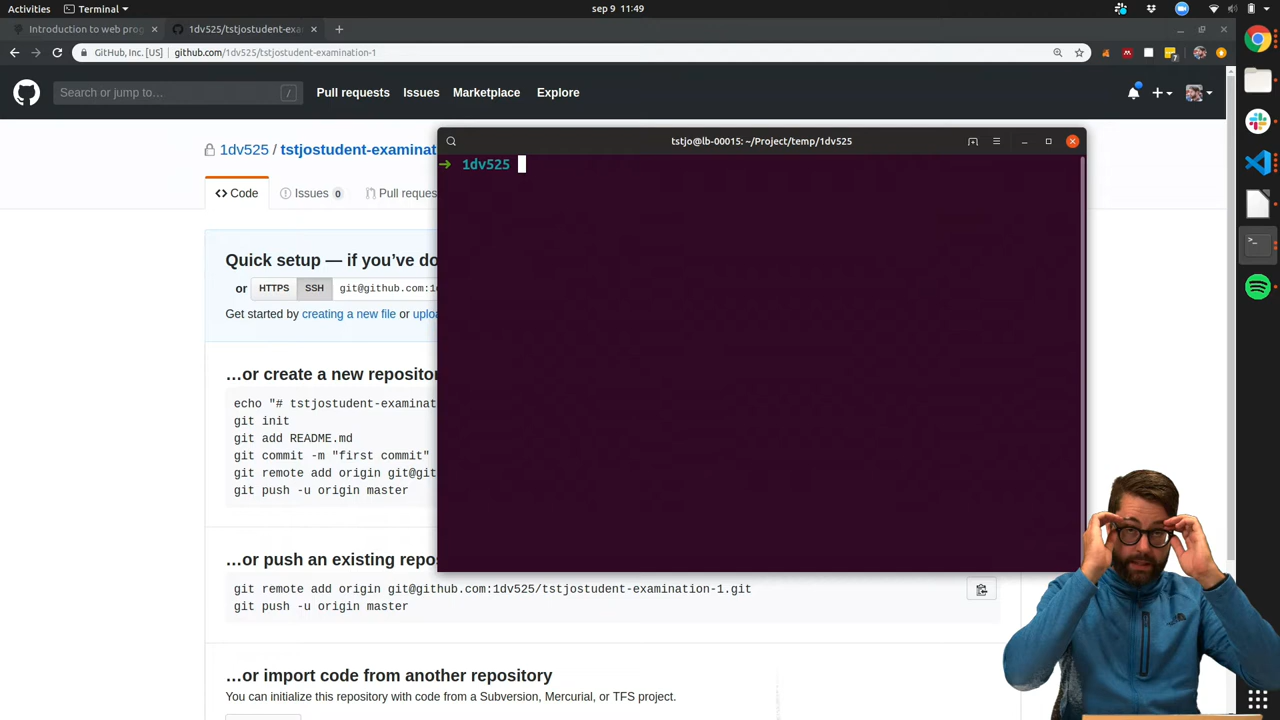 Activities
Terminal
sep 9 11:49
Introduction to web prog
1dv525/tstjostudent-exa
GitHub, Inc. [US]
github.com/1dv525/tstjostudent-examination-1
7
Search or jump to…
/
Pull requests
Issues
Marketplace
Explore
1dv525 / tstjostudent-examinat
tstjo@lb-00015: ~/Project/temp/1dv525
→ 1dv525
<> Code
Issues 0
Pull reques
Quick setup — if you’ve do
or
HTTPS
SSH
git@github.com:1d
Get started by creating a new file or uploa
…or create a new repositor
echo "# tstjostudent-examinat
git init
git add README.md
git commit -m "first commit"
git remote add origin git@git
git push -u origin master
…or push an existing repo
git remote add origin git@github.com:1dv525/tstjostudent-examination-1.git
git push -u origin master
…or import code from another repository
You can initialize this repository with code from a Subversion, Mercurial, or TFS project.